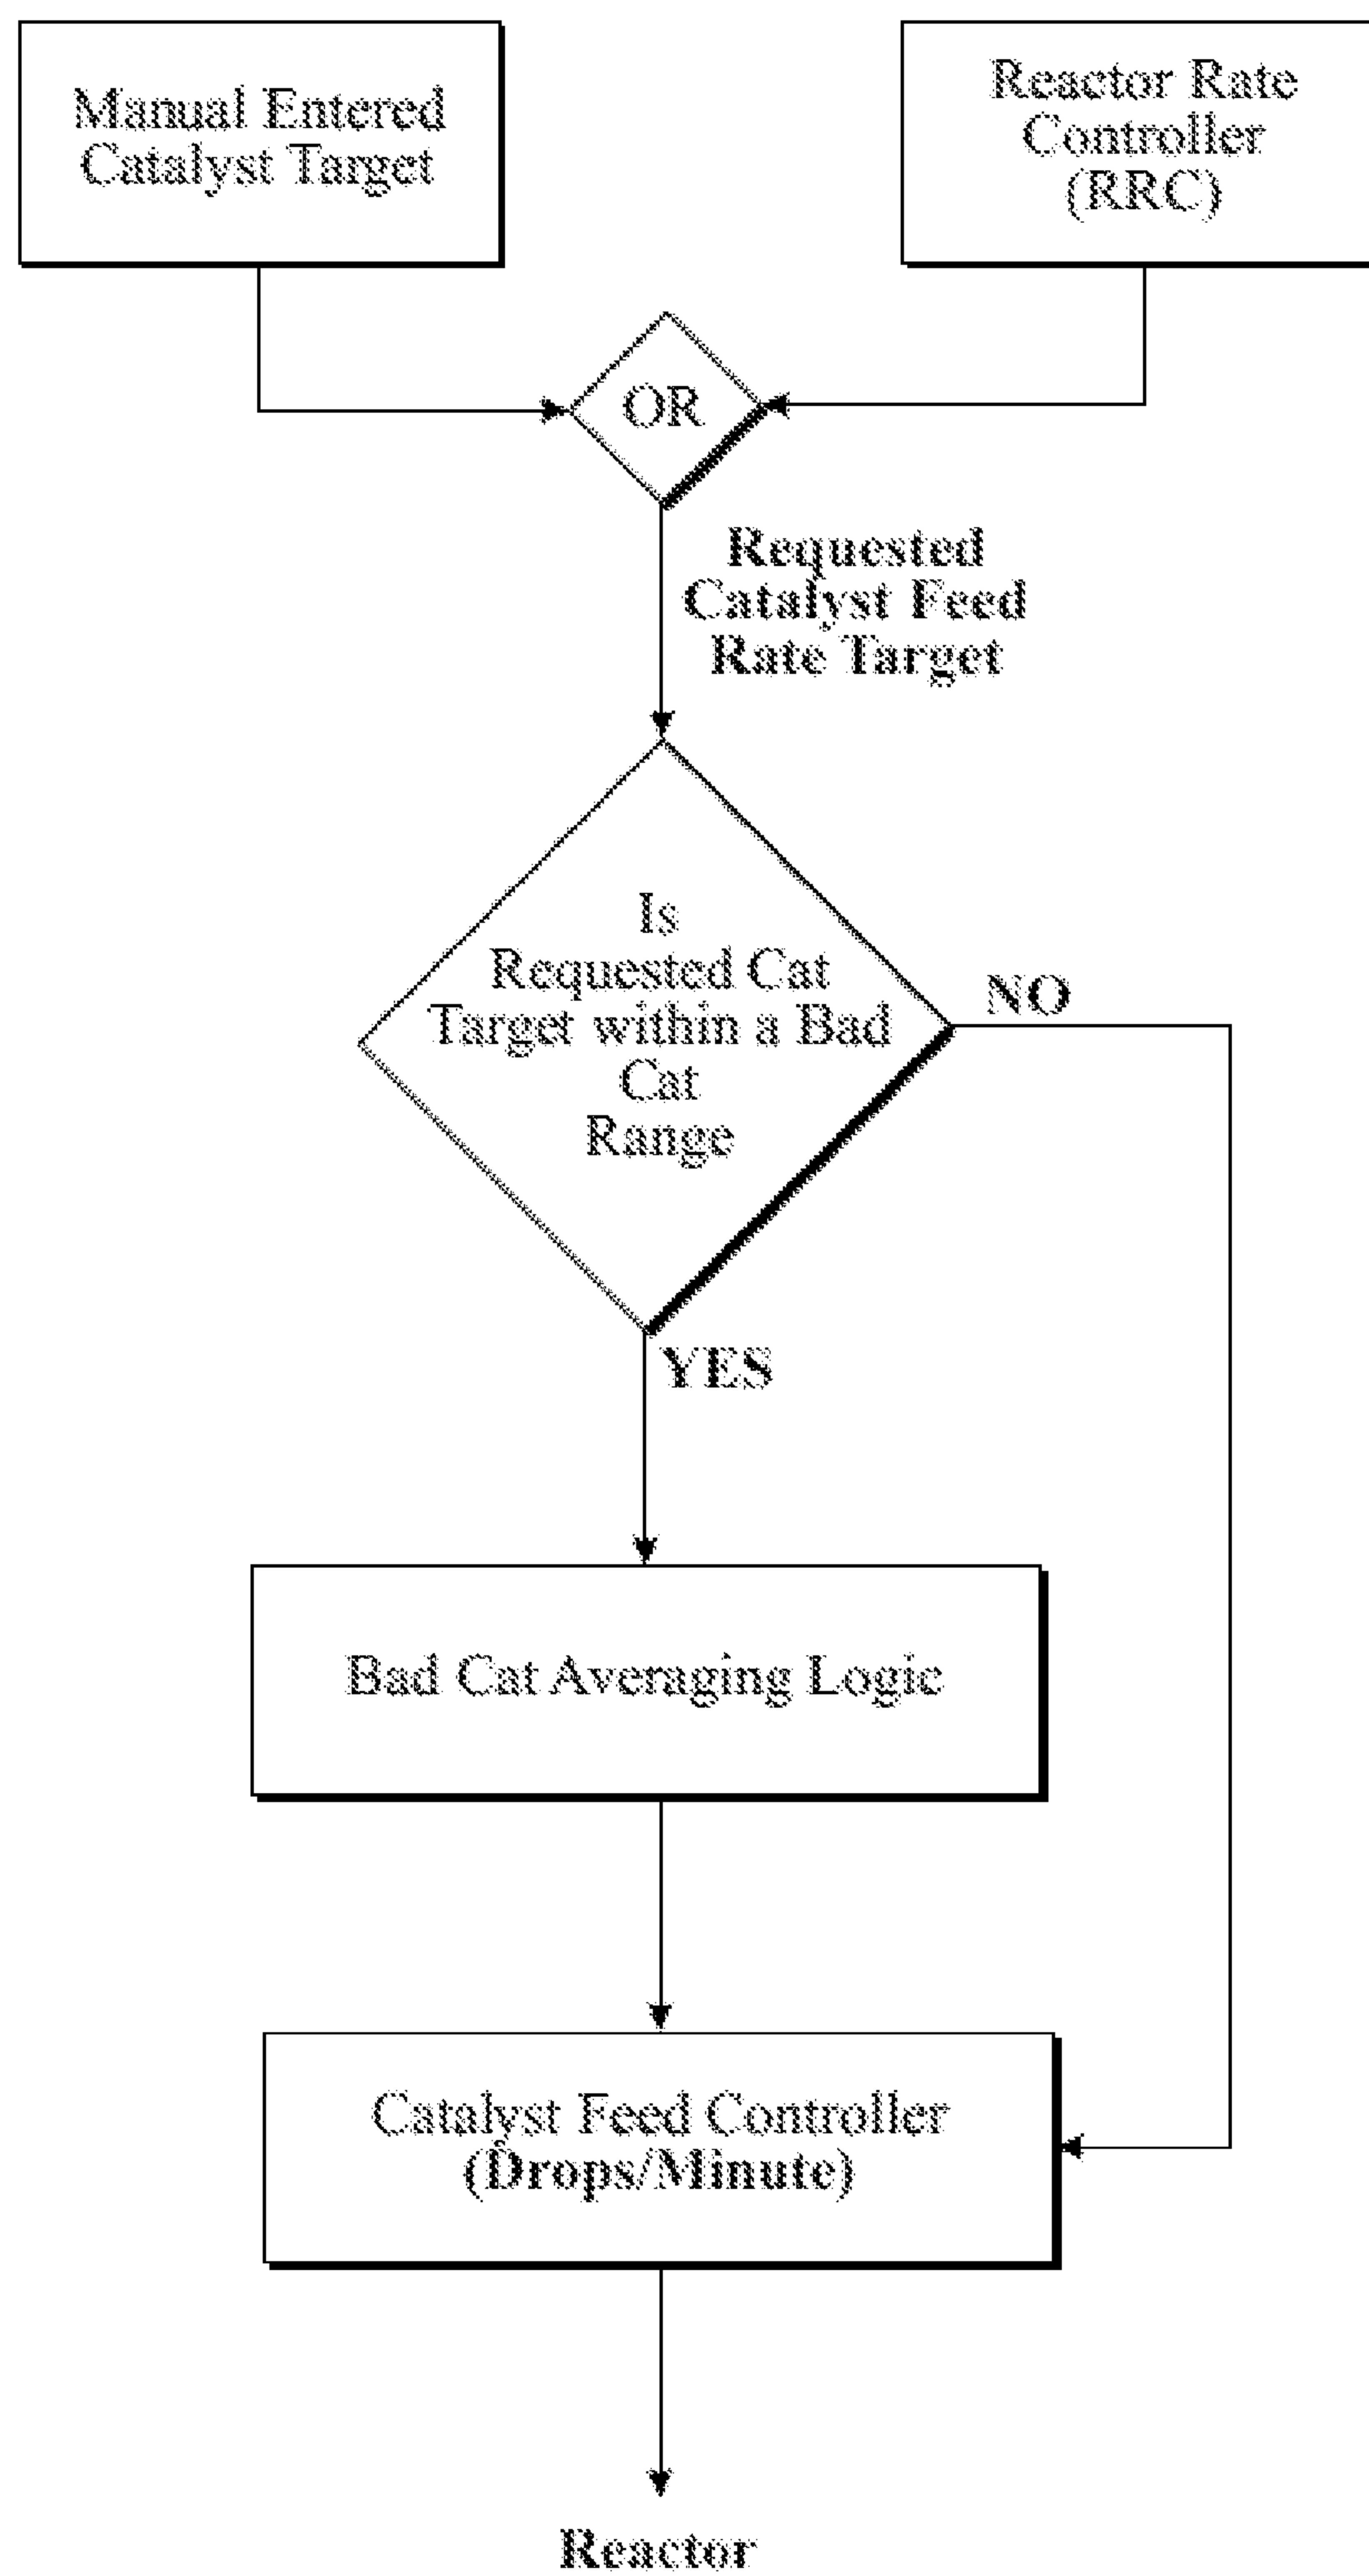 Manual Entered
Catalyst Target
Reactor Rate
Controller
(RRC)
OR
Requested
Catalyst Feed
Rate Target
Is
Requested Cat
Target within a Bad
Cat
Range
NO
YES
Bad Cat Averaging Logic
Catalyst Feed Controller
(Drops/Minute)
Reactor